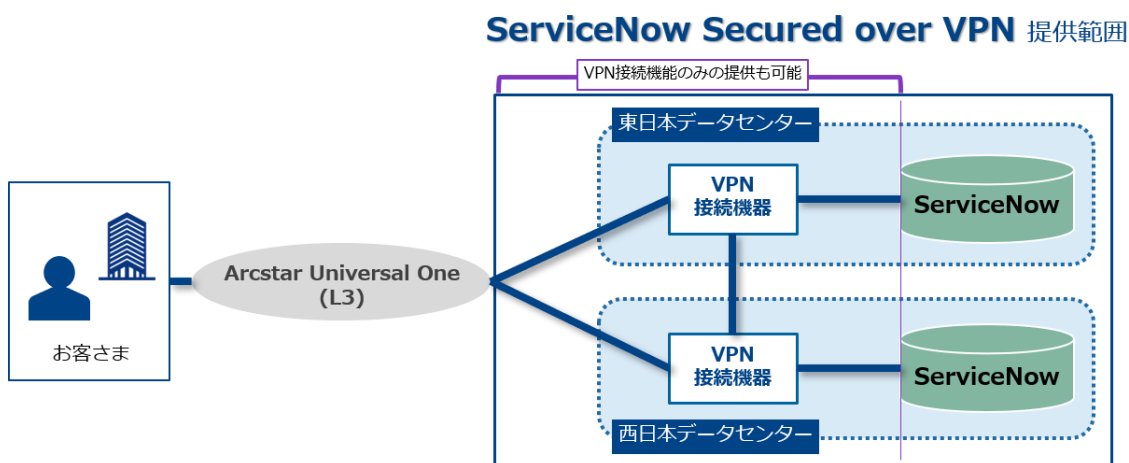 ServiceNow Secured over VPN 提供範囲
VPN接続機能のみの提供も可能
東日本データセンター
VPN
接続機器
ServiceNow
Arcstar Universal One
(L3)
お客さま
VPN
接続機器
ServiceNow
西日本データセンター